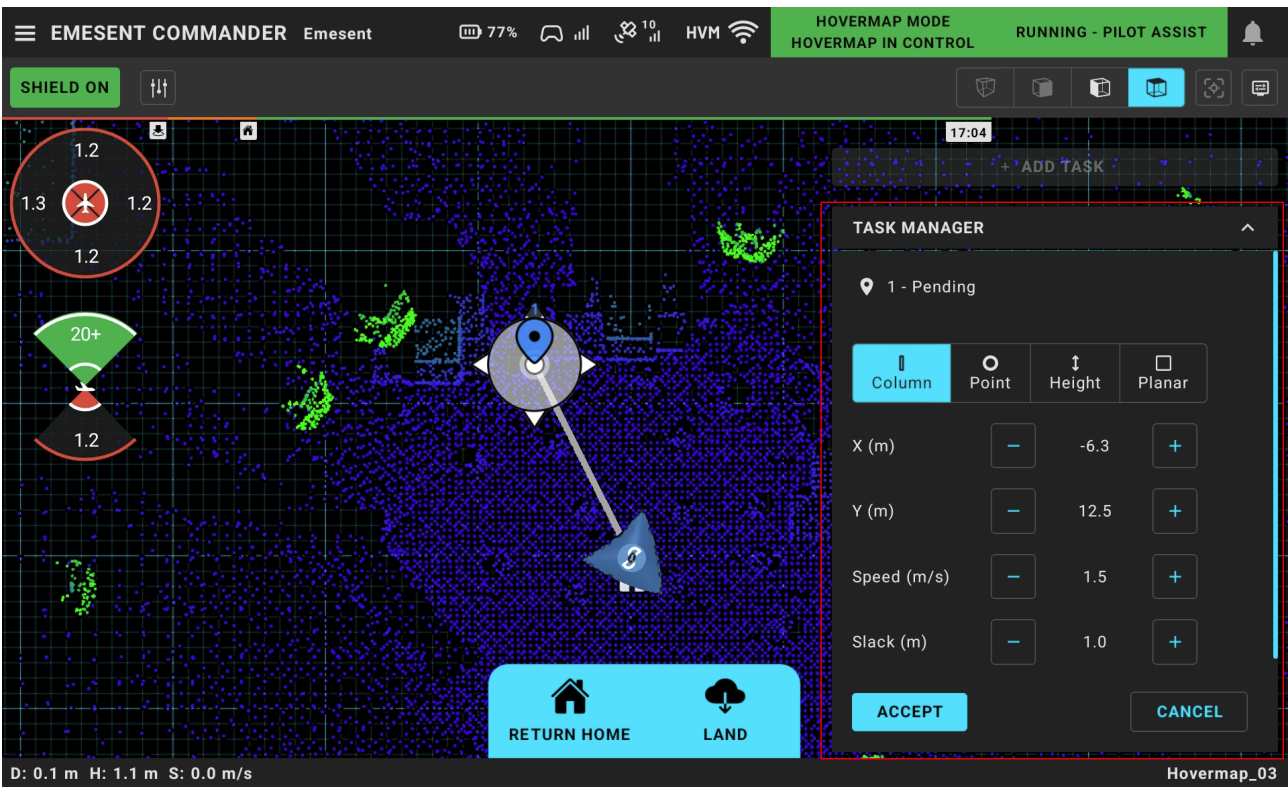 EMESENT COMMANDER Emesent
77%
10
HVM
HOVERMAP MODE
HOVERMAP IN CONTROL
RUNNING - PILOT ASSIST
SHIELD ON
17:04
+ ADD TASK
1.2
1.3
1.2
1.2
20+
1.2
1
TASK MANAGER
1 - Pending
Column
Point
Height
Planar
X (m) − -6.3 +
Y (m) − 12.5 +
Speed (m/s) − 1.5 +
Slack (m) − 1.0 +
ACCEPT
CANCEL
RETURN HOME
LAND
D: 0.1 m H: 1.1 m S: 0.0 m/s
Hovermap_03